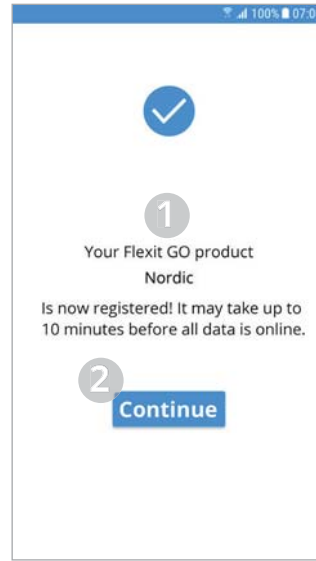 100% 07:0
1
Your Flexit GO product
Nordic
Is now registered! It may take up to
10 minutes before all data is online.
2
Continue